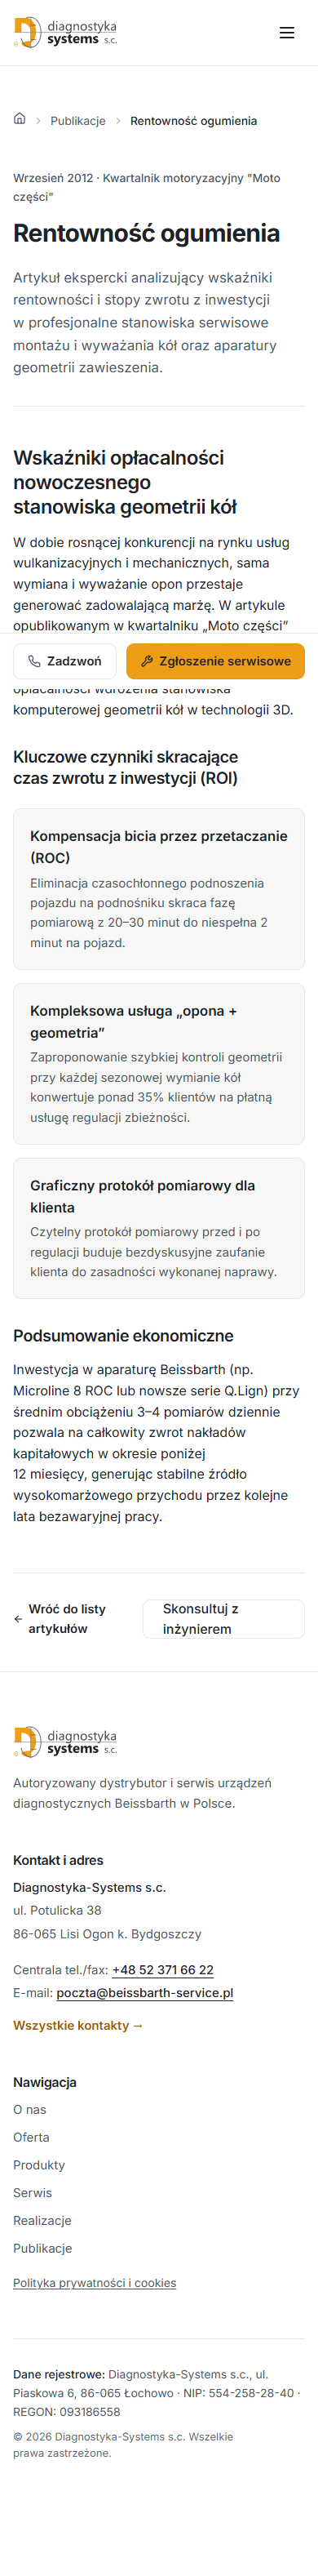 diagnostyka
systems s.c.
Publikacje
Rentowność ogumienia
Wrzesień 2012 · Kwartalnik motoryzacyjny "Moto
części"
Rentowność ogumienia
Artykuł ekspercki analizujący wskaźniki
rentowności i stopy zwrotu z inwestycji
w profesjonalne stanowiska serwisowe
montażu i wyważania kół oraz aparatury
geometrii zawieszenia.
Wskaźniki opłacalności
nowoczesnego
stanowiska geometrii kół
W dobie rosnącej konkurencji na rynku usług
wulkanizacyjnych i mechanicznych, sama
wymiana i wyważanie opon przestaje
generować zadowalającą marżę. W artykule
opublikowanym w kwartalniku „Moto części”
Zadzwoń
Zgłoszenie serwisowe
opłacalności wdrożenia stanowiska
komputerowej geometrii kół w technologii 3D.
Kluczowe czynniki skracające
czas zwrotu z inwestycji (ROI)
Kompensacja bicia przez przetaczanie
(ROC)
Eliminacja czasochłonnego podnoszenia
pojazdu na podnośniku skraca fazę
pomiarową z 20–30 minut do niespełna 2
minut na pojazd.
Kompleksowa usługa „opona +
geometria”
Zaproponowanie szybkiej kontroli geometrii
przy każdej sezonowej wymianie kół
konwertuje ponad 35% klientów na płatną
usługę regulacji zbieżności.
Graficzny protokół pomiarowy dla
klienta
Czytelny protokół pomiarowy przed i po
regulacji buduje bezdyskusyjne zaufanie
klienta do zasadności wykonanej naprawy.
Podsumowanie ekonomiczne
Inwestycja w aparaturę Beissbarth (np.
Microline 8 ROC lub nowsze serie Q.Lign) przy
średnim obciążeniu 3–4 pomiarów dziennie
pozwala na całkowity zwrot nakładów
kapitałowych w okresie poniżej
12 miesięcy, generując stabilne źródło
wysokomarżowego przychodu przez kolejne
lata bezawaryjnej pracy.
← Wróć do listy
artykułów
Skonsultuj z
inżynierem
diagnostyka
systems s.c.
Autoryzowany dystrybutor i serwis urządzeń
diagnostycznych Beissbarth w Polsce.
Kontakt i adres
Diagnostyka-Systems s.c.
ul. Potulicka 38
86-065 Lisi Ogon k. Bydgoszczy
Centrala tel./fax: +48 52 371 66 22
E-mail: poczta@beissbarth-service.pl
Wszystkie kontakty →
Nawigacja
O nas
Oferta
Produkty
Serwis
Realizacje
Publikacje
Polityka prywatności i cookies
Dane rejestrowe: Diagnostyka-Systems s.c., ul.
Piaskowa 6, 86-065 Łochowo · NIP: 554-258-28-40 ·
REGON: 093186558
© 2026 Diagnostyka-Systems s.c. Wszelkie
prawa zastrzeżone.